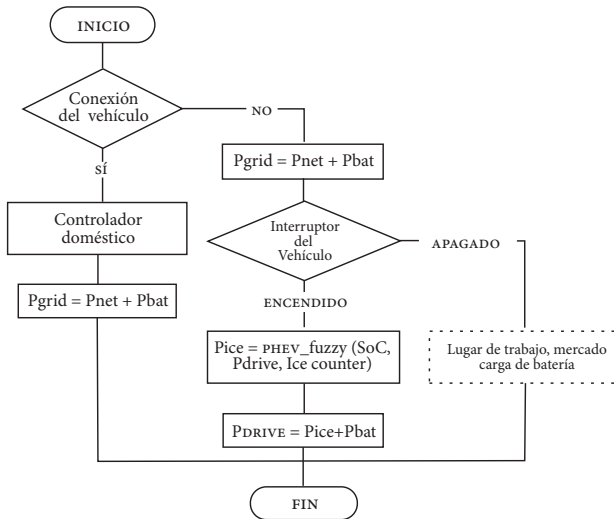 INICIO
Conexión
del vehículo
NO
sí
Pgrid = Pnet + Pbat
Controlador
doméstico
Interruptor
del
Vehículo
APAGADO
Pgrid = Pnet + Pbat
ENCENDIDO
Pice = PHEV_fuzzy (SoC,
Pdrive, Ice counter)
Lugar de trabajo, mercado
carga de batería
PDRIVE = Pice+Pbat
FIN